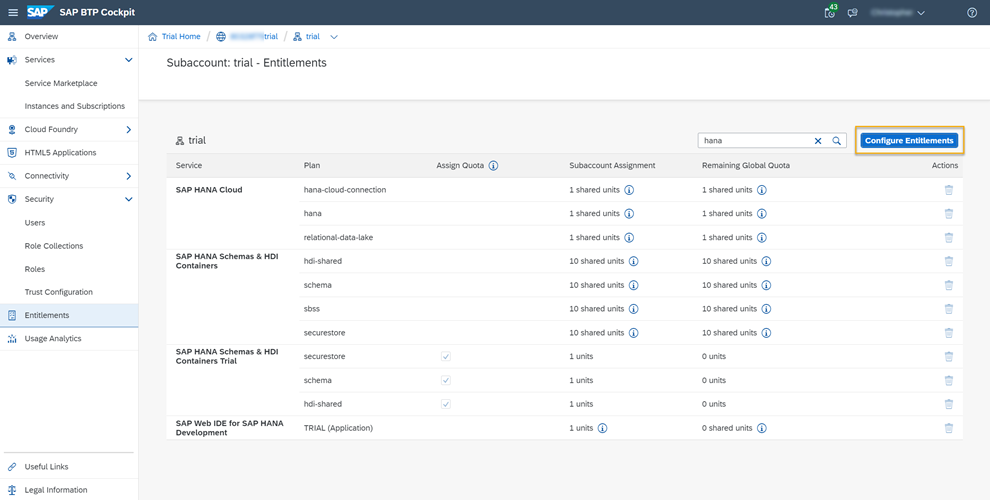 SAP
SAP BTP Cockpit
43
Overview
Services
Service Marketplace
Instances and Subscriptions
Cloud Foundry
HTML5 Applications
Connectivity
Security
Users
Role Collections
Roles
Trust Configuration
Entitlements
Usage Analytics
Useful Links
Legal Information
Trial Home / trial / trial
Subaccount: trial - Entitlements
trial
hana
Configure Entitlements
Service Plan Assign Quota Subaccount Assignment Remaining Global Quota Actions
SAP HANA Cloud hana-cloud-connection 1 shared units 1 shared units
hana 1 shared units 1 shared units
relational-data-lake 1 shared units 1 shared units
SAP HANA Schemas & HDI
Containers
hdi-shared 10 shared units 10 shared units
schema 10 shared units 10 shared units
sbss 10 shared units 10 shared units
securestore 10 shared units 10 shared units
SAP HANA Schemas & HDI
Containers Trial
securestore 1 units 0 units
schema 1 units 0 units
hdi-shared 1 units 0 units
SAP Web IDE for SAP HANA
Development
TRIAL (Application) 1 units 0 shared units